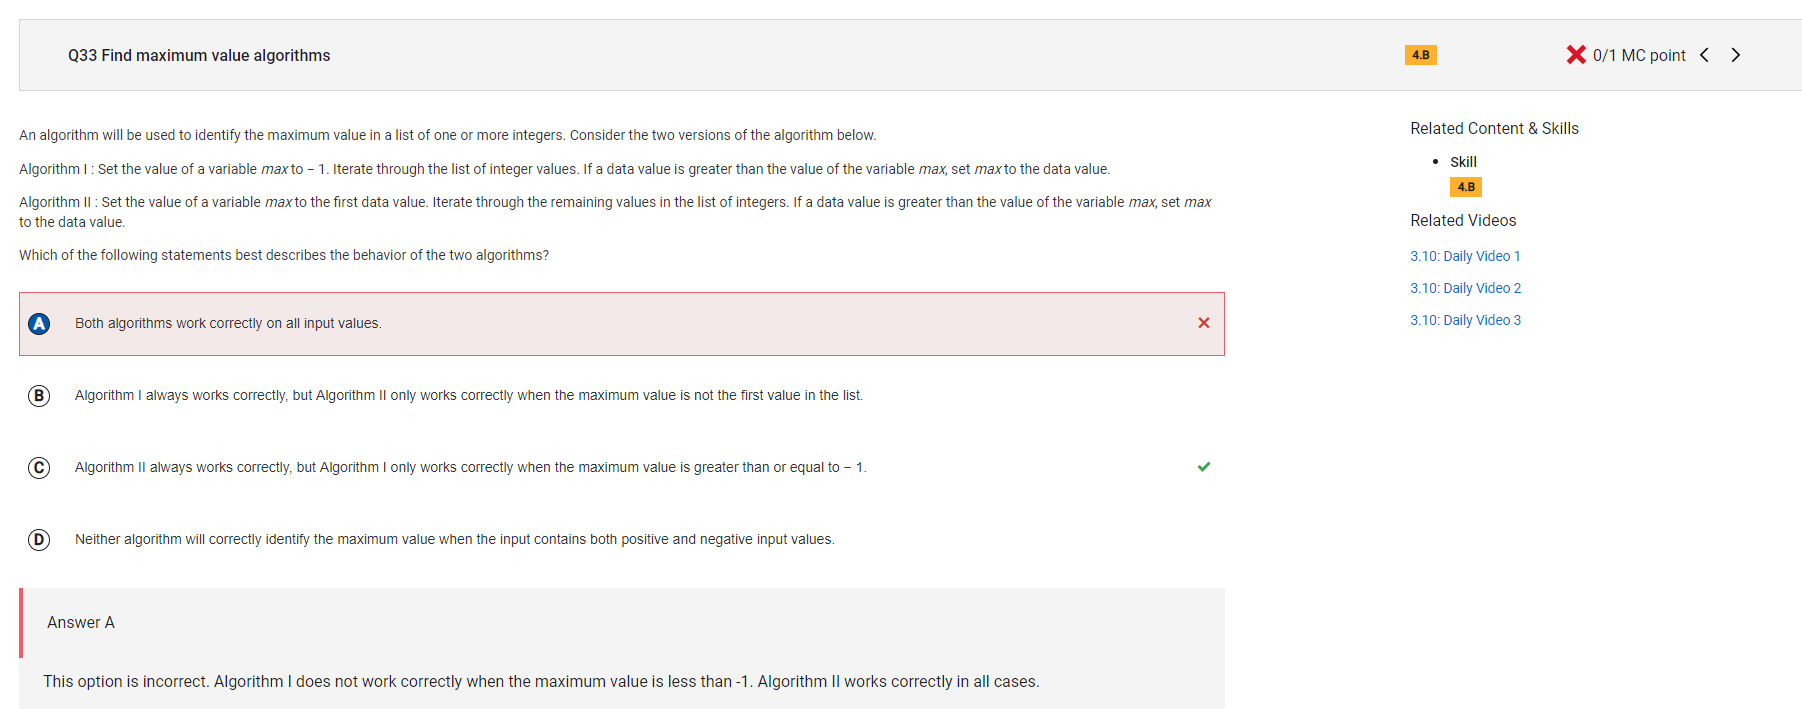 Q33 Find maximum value algorithms
4.B
0/1 MC point
An algorithm will be used to identify the maximum value in a list of one or more integers. Consider the two versions of the algorithm below.
Algorithm I : Set the value of a variable max to − 1. Iterate through the list of integer values. If a data value is greater than the value of the variable max, set max to the data value.
Algorithm II : Set the value of a variable max to the first data value. Iterate through the remaining values in the list of integers. If a data value is greater than the value of the variable max, set max
to the data value.
Which of the following statements best describes the behavior of the two algorithms?
A Both algorithms work correctly on all input values.
B Algorithm I always works correctly, but Algorithm II only works correctly when the maximum value is not the first value in the list.
C Algorithm II always works correctly, but Algorithm I only works correctly when the maximum value is greater than or equal to − 1.
D Neither algorithm will correctly identify the maximum value when the input contains both positive and negative input values.
Answer A
This option is incorrect. Algorithm I does not work correctly when the maximum value is less than -1. Algorithm II works correctly in all cases.
Related Content & Skills
Skill
4.B
Related Videos
3.10: Daily Video 1
3.10: Daily Video 2
3.10: Daily Video 3